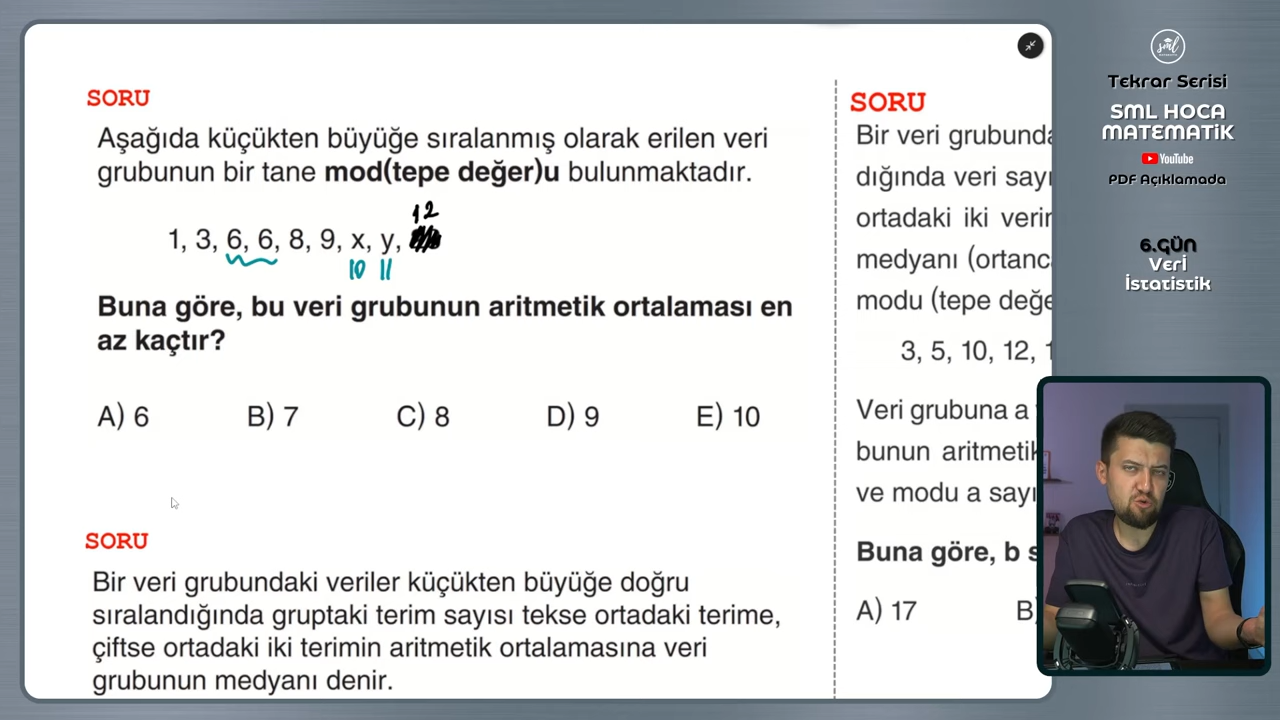 SORU
Aşağıda küçükten büyüğe sıralanmış olarak erilen veri
grubunun bir tane mod(tepe değer)u bulunmaktadır.
12
1, 3, 6, 6, 8, 9, x, y,
10 11
Buna göre, bu veri grubunun aritmetik ortalaması en
az kaçtır?
A) 6 B) 7 C) 8 D) 9 E) 10
SORU
Bir veri grubundaki veriler küçükten büyüğe doğru
sıralandığında gruptaki terim sayısı tekse ortadaki terime,
çiftse ortadaki iki terimin aritmetik ortalamasına veri
grubunun medyanı denir.
SORU
Bir veri grubunda
dığında veri sayı
ortadaki iki verin
medyanı (ortanca
modu (tepe değe
3, 5, 10, 12, 1
Veri grubuna a
bunun aritmetik
ve modu a sayı
Buna göre, b s
A) 17 B)
sml
Tekrar Serisi
SML HOCA
MATEMATİK
YouTube
PDF Açıklamada
6.GÜN
Veri
İstatistik